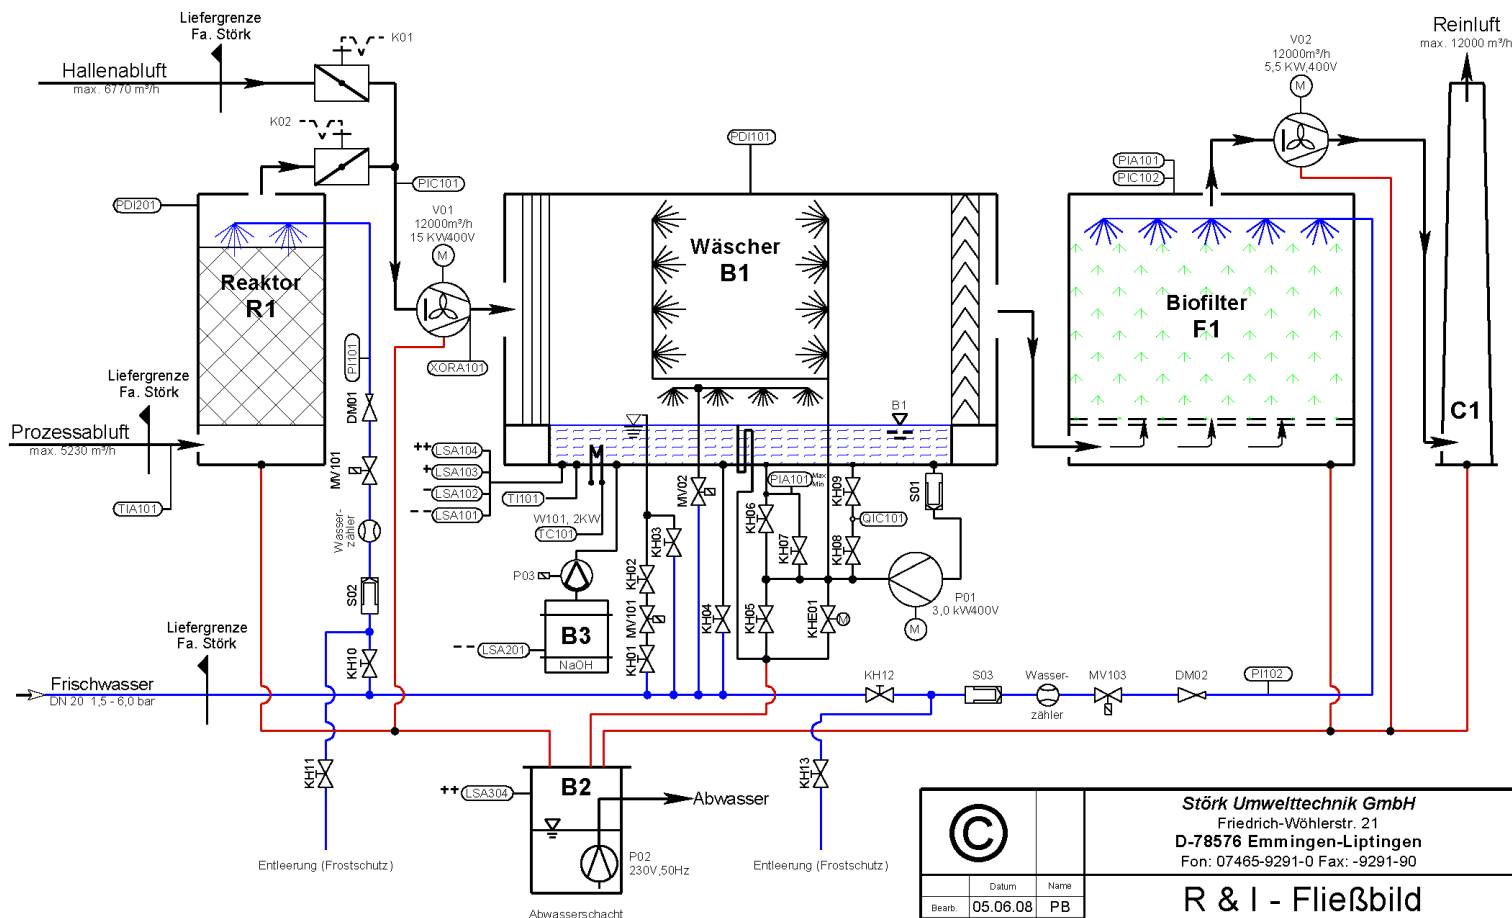 Liefergrenze
Fa. Störk
K01
Hallenabluft
max. 6770 m³/h
K02
V02
12000m³/h
5,5 KW,400V
M
Reinluft
max. 12000 m³/h
PDI101
PIA101
PIC102
PIC101
PDI201
V01
12000m³/h
15 KW400V
M
Reaktor
R1
Wäscher
B1
Biofilter
F1
XORA101
PI101
Liefergrenze
Fa. Störk
DM01
Prozessabluft
max. 5230 m³/h
B1
C1
++ LSA104
+ LSA103
- LSA102
-- LSA101
MV101
TIA101
TI101
W101, 2KW
TC101
MV02
PIA101
Max
Min
KH09
S01
KH06
QIC101
KH03
KH07
KH08
Wasser-
zähler
P03
KH02
P01
3,0 kW400V
M
S02
MV101
KH04
KH05
KHE01
M
B3
NaOH
-- LSA201
KH01
KH10
Liefergrenze
Fa. Störk
Frischwasser
DN 20 1,5 - 6,0 bar
KH12
S03
Wasser-
zähler
MV103
DM02
PI102
KH11
KH13
B2
++ LSA304
Abwasser
P02
230V,50Hz
Entleerung (Frostschutz)
Entleerung (Frostschutz)
Abwasserschacht
©
Störk Umwelttechnik GmbH
Friedrich-Wöhlerstr. 21
D-78576 Emmingen-Liptingen
Fon: 07465-9291-0 Fax: -9291-90
Datum
Name
Bearb.
05.06.08
PB
R & I - Fließbild